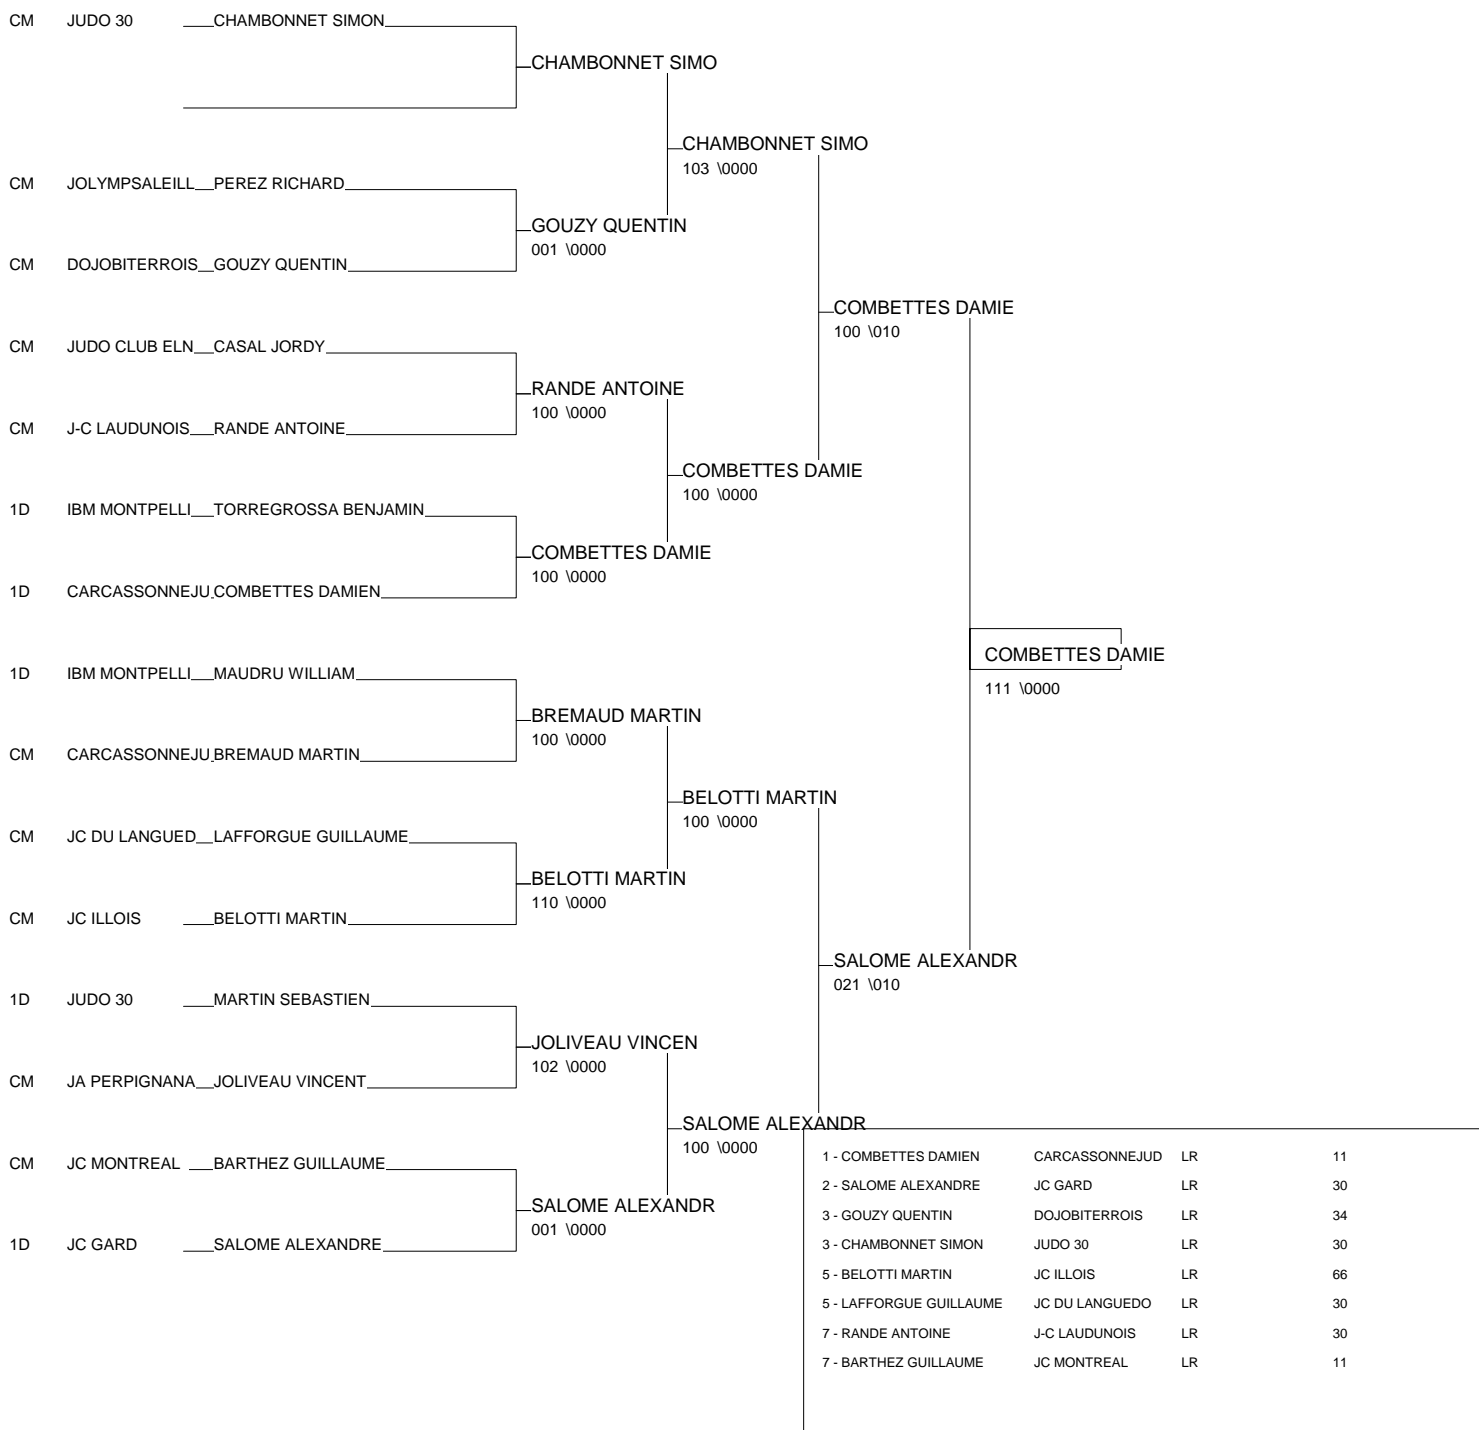 CM JUDO 30 CHAMBONNET SIMON
CHAMBONNET SIMO
CHAMBONNET SIMO
103 \0000
CM JOLYMPSALEILL PEREZ RICHARD
GOUZY QUENTIN
001 \0000
CM DOJOBITERROIS GOUZY QUENTIN
COMBETTES DAMIE
100 \010
CM JUDO CLUB ELN CASAL JORDY
RANDE ANTOINE
100 \0000
CM J-C LAUDUNOIS RANDE ANTOINE
COMBETTES DAMIE
100 \0000
1D IBM MONTPELLI TORREGROSSA BENJAMIN
COMBETTES DAMIE
100 \0000
1D CARCASSONNEJU COMBETTES DAMIEN
COMBETTES DAMIE
111 \0000
1D IBM MONTPELLI MAUDRU WILLIAM
BREMAUD MARTIN
100 \0000
CM CARCASSONNEJU BREMAUD MARTIN
BELOTTI MARTIN
100 \0000
CM JC DU LANGUED LAFFORGUE GUILLAUME
BELOTTI MARTIN
110 \0000
CM JC ILLOIS BELOTTI MARTIN
SALOME ALEXANDR
021 \010
1D JUDO 30 MARTIN SEBASTIEN
JOLIVEAU VINCEN
102 \0000
CM JA PERPIGNANA JOLIVEAU VINCENT
SALOME ALEXANDR
100 \0000
CM JC MONTREAL BARTHEZ GUILLAUME
SALOME ALEXANDR
001 \0000
1D JC GARD SALOME ALEXANDRE
1 - COMBETTES DAMIEN CARCASSONNEJUD LR 11
2 - SALOME ALEXANDRE JC GARD LR 30
3 - GOUZY QUENTIN DOJOBITERROIS LR 34
3 - CHAMBONNET SIMON JUDO 30 LR 30
5 - BELOTTI MARTIN JC ILLOIS LR 66
5 - LAFFORGUE GUILLAUME JC DU LANGUEDO LR 30
7 - RANDE ANTOINE J-C LAUDUNOIS LR 30
7 - BARTHEZ GUILLAUME JC MONTREAL LR 11